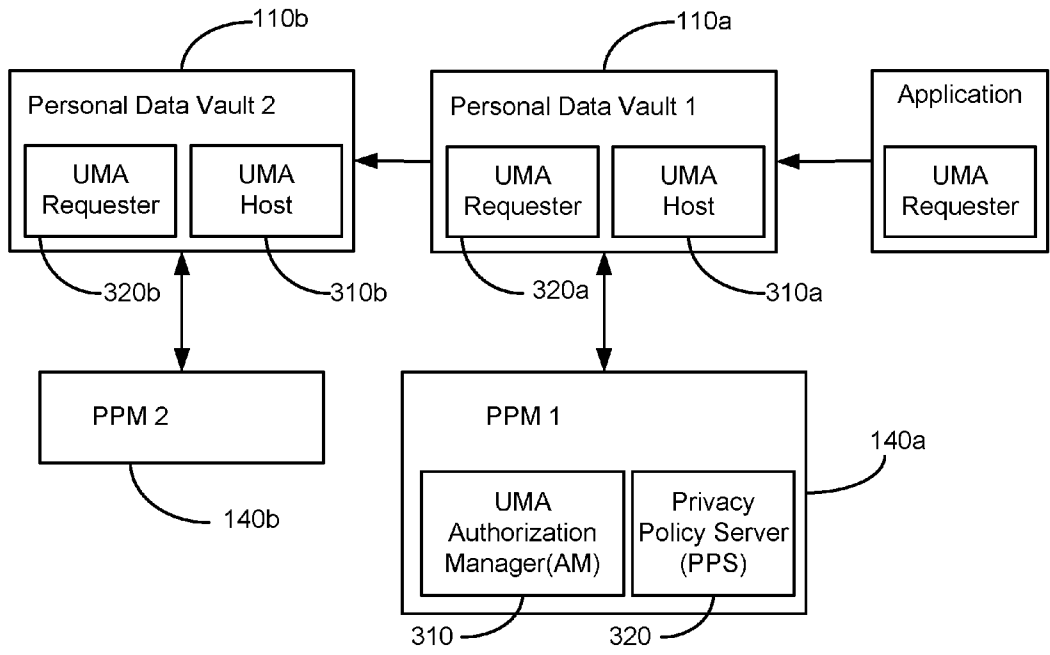 110b
110a
Personal Data Vault 2
Personal Data Vault 1
Application
UMA
Requester
UMA
Host
UMA
Requester
UMA
Host
UMA
Requester
320b
310b
320a
310a
PPM 2
PPM 1
140a
140b
UMA
Authorization
Manager(AM)
Privacy
Policy Server
(PPS)
310
320